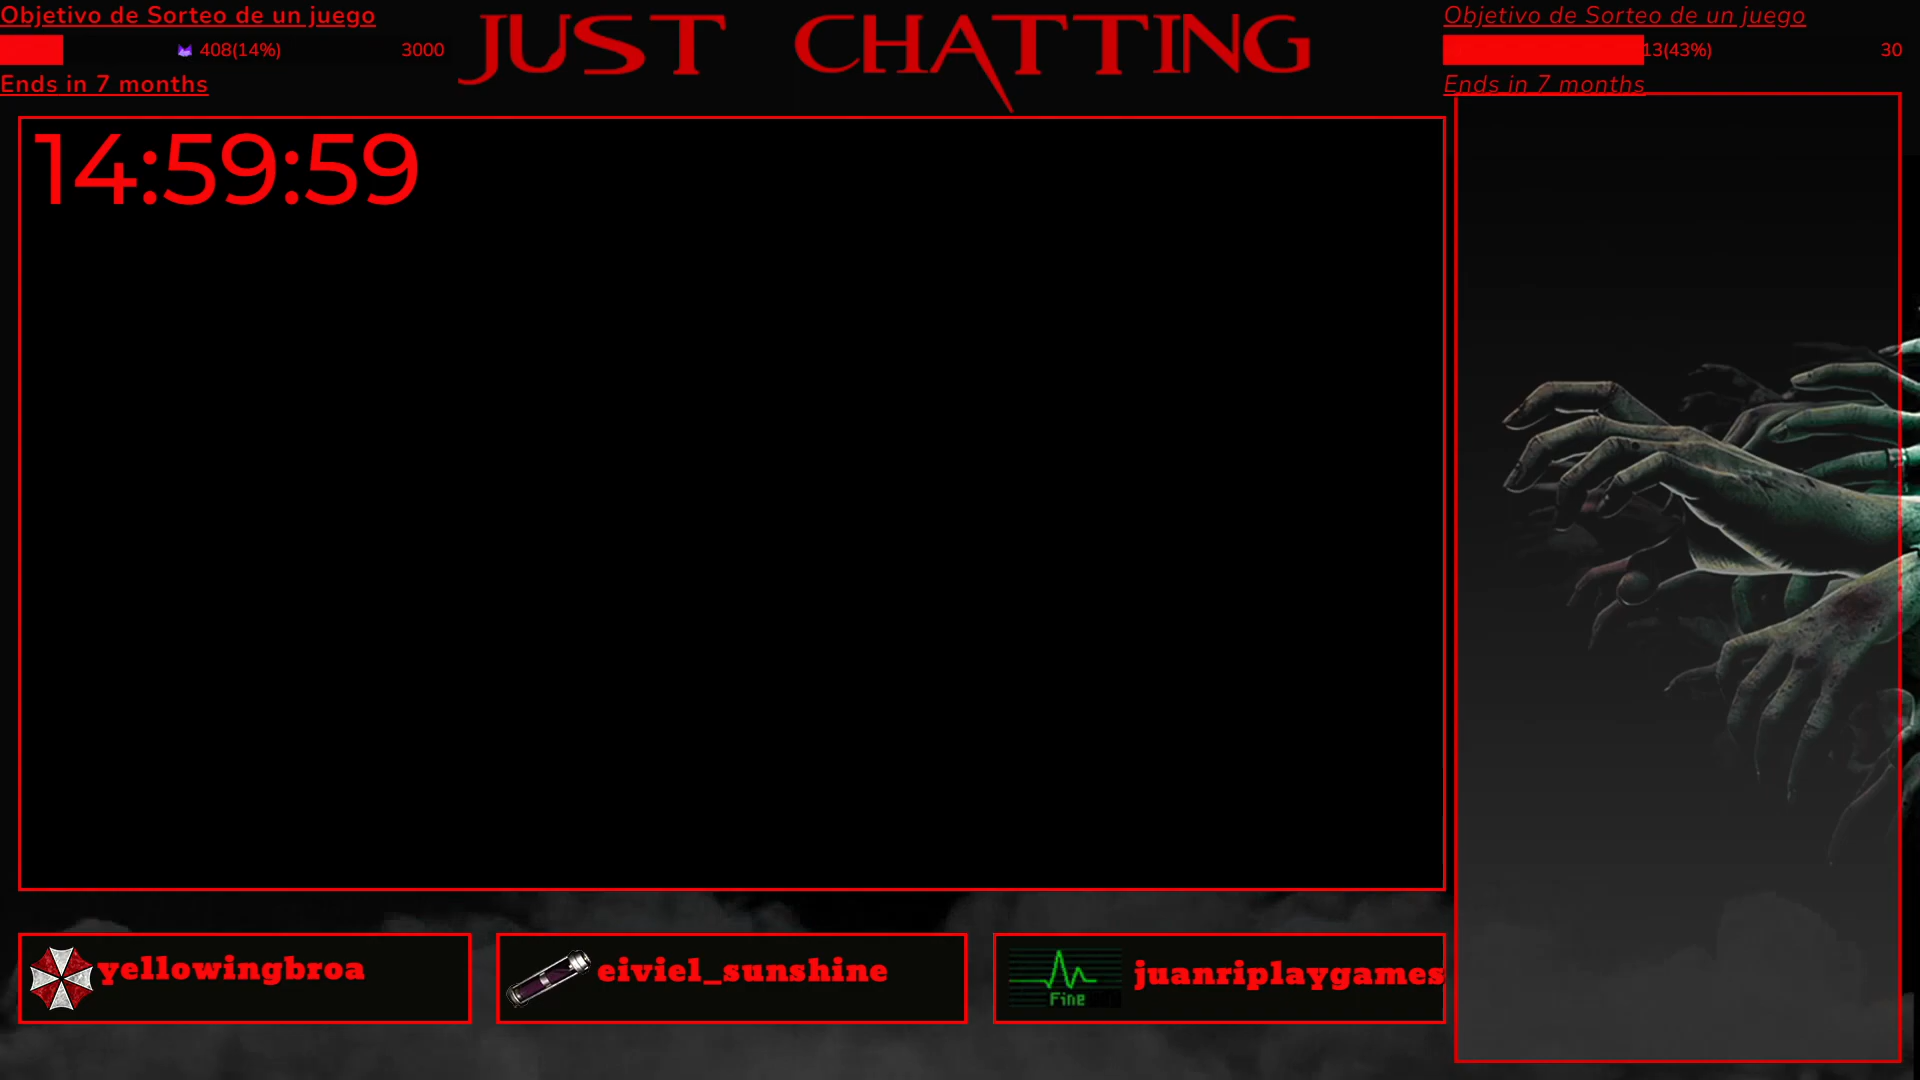 Objetivo de Sorteo de un juego
408(14%) 3000
Ends in 7 months
JUST CHATTING
Objetivo de Sorteo de un juego
13(43%) 30
Ends in 7 months
14:59:59
yellowingbroa
eiviel_sunshine
Fine
juanriplaygames